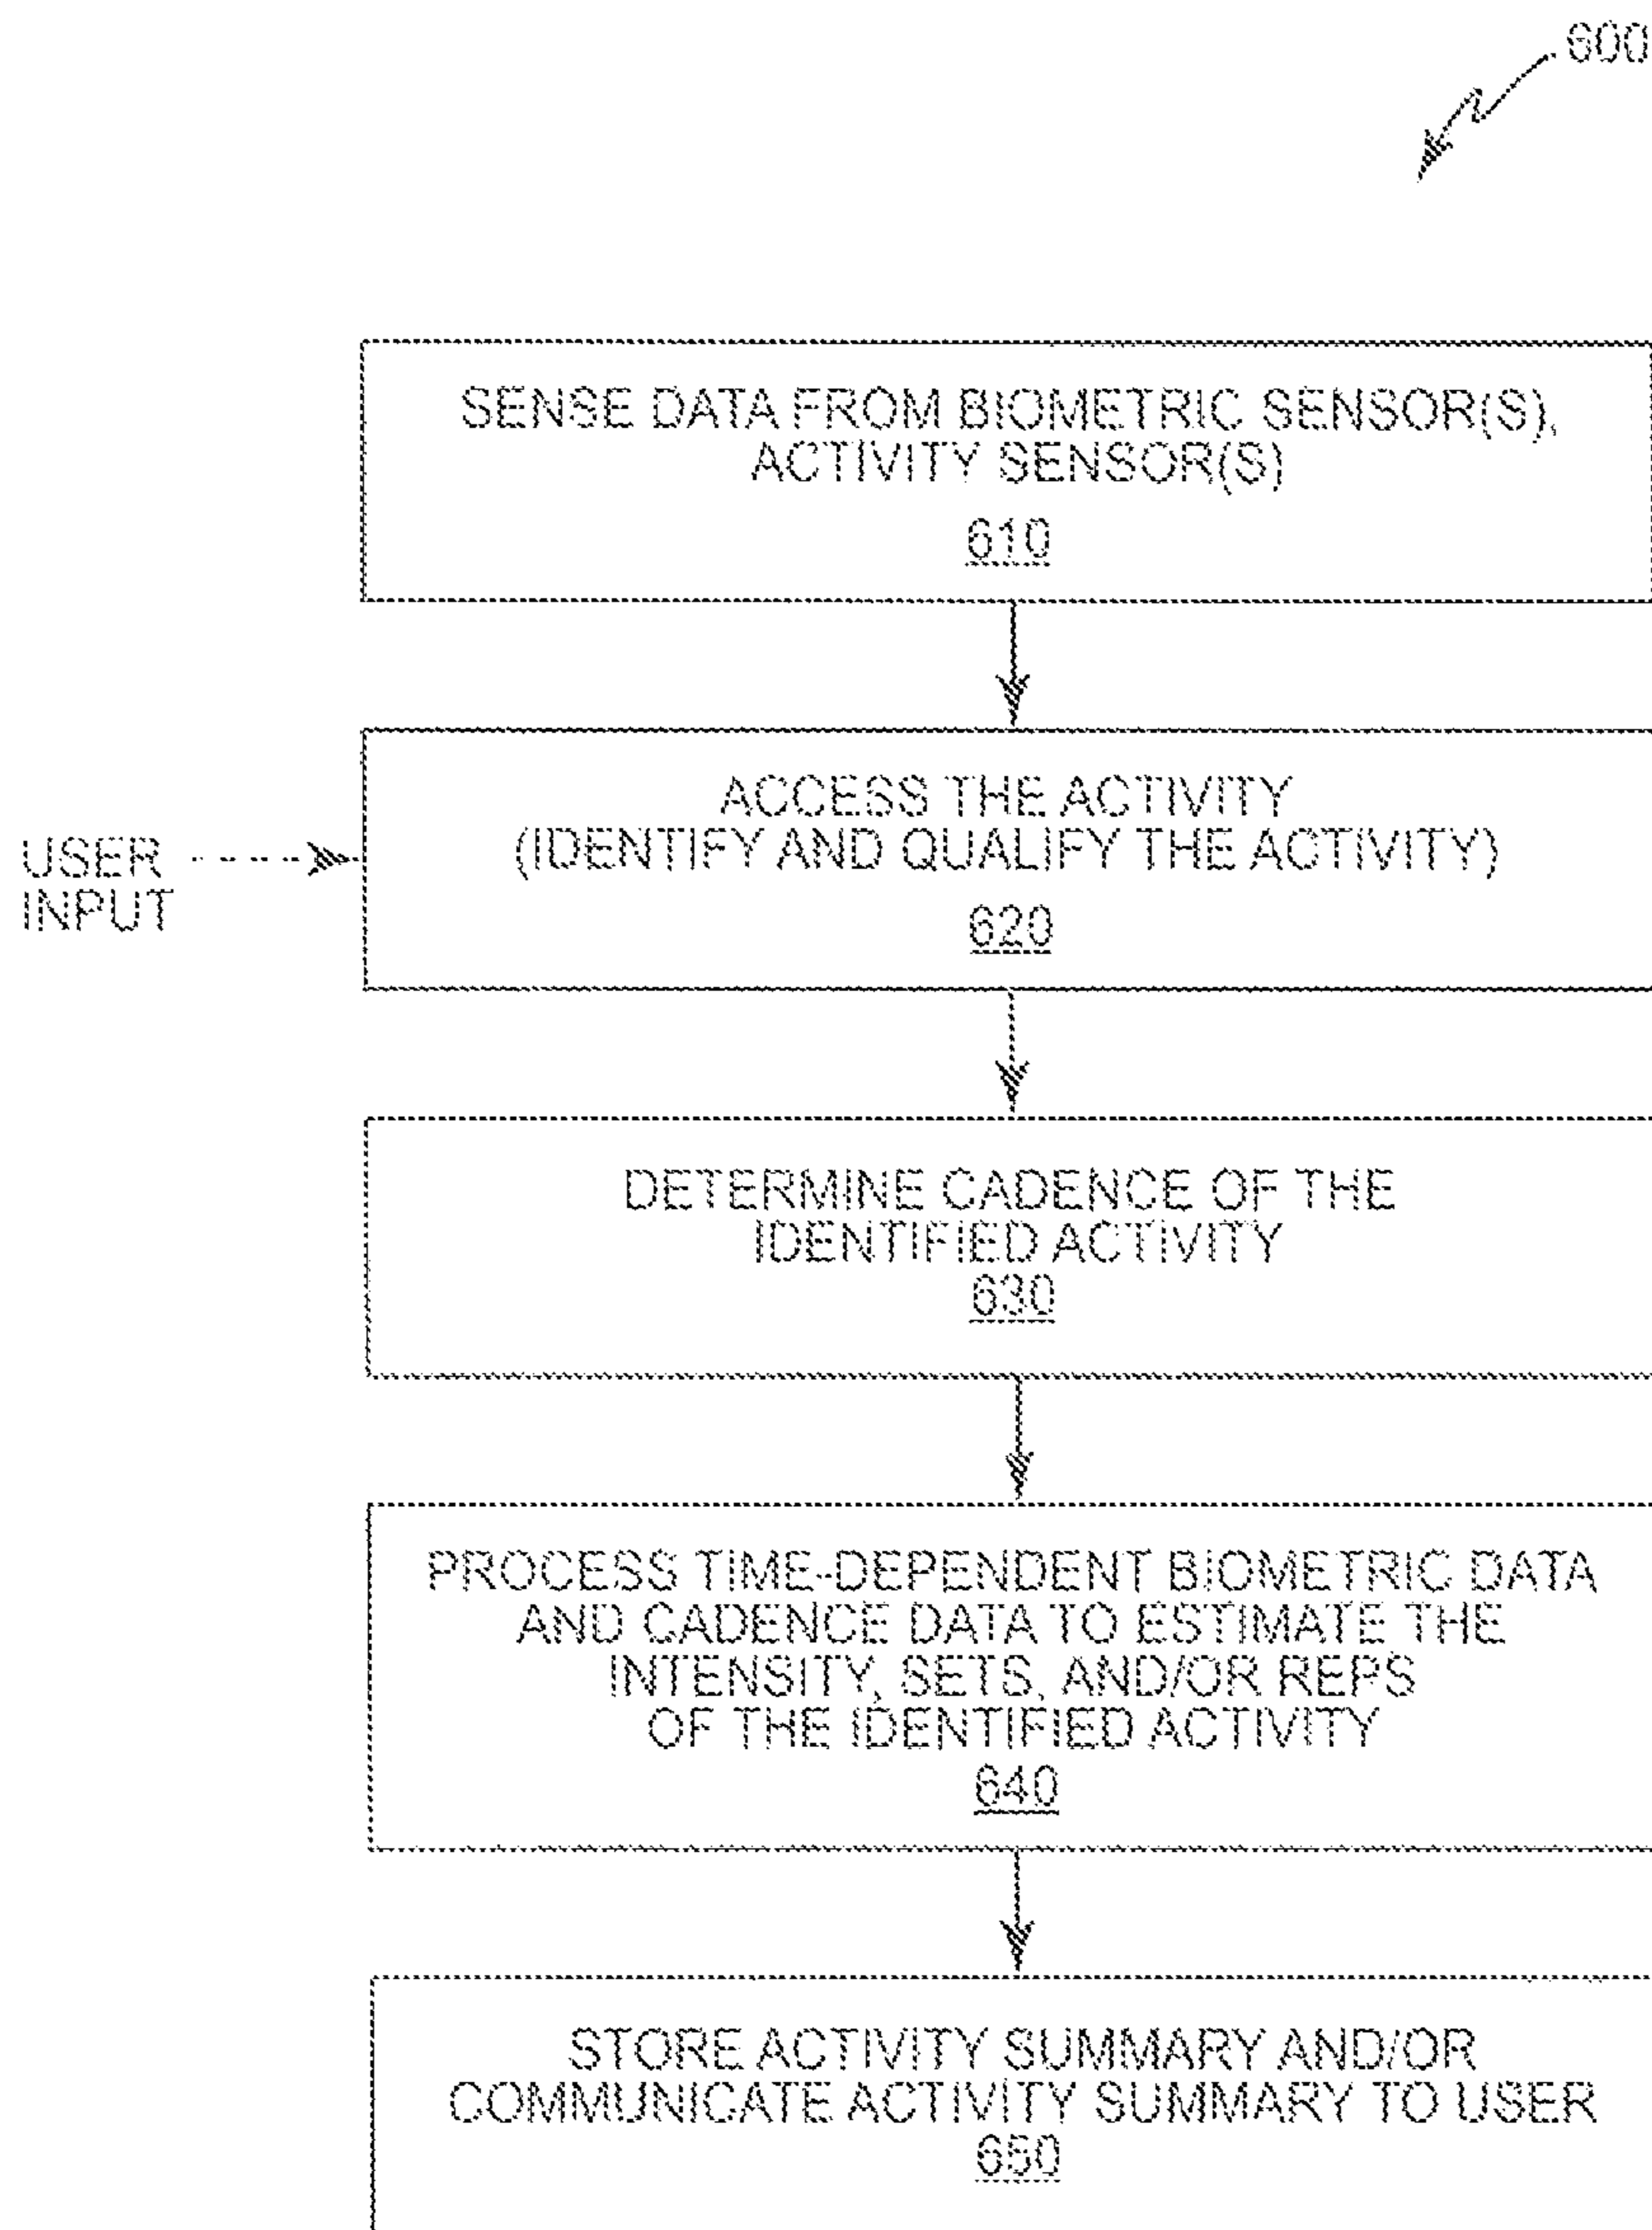 600
SENSE DATA FROM BIOMETRIC SENSOR(S),
ACTIVITY SENSOR(S)
610
ACCESS THE ACTIVITY
(IDENTIFY AND QUALIFY THE ACTIVITY)
620
USER
INPUT
DETERMINE CADENCE OF THE
IDENTIFIED ACTIVITY
630
PROCESS TIME-DEPENDENT BIOMETRIC DATA
AND CADENCE DATA TO ESTIMATE THE
INTENSITY, SETS, AND/OR REPS
OF THE IDENTIFIED ACTIVITY
640
STORE ACTIVITY SUMMARY AND/OR
COMMUNICATE ACTIVITY SUMMARY TO USER
650